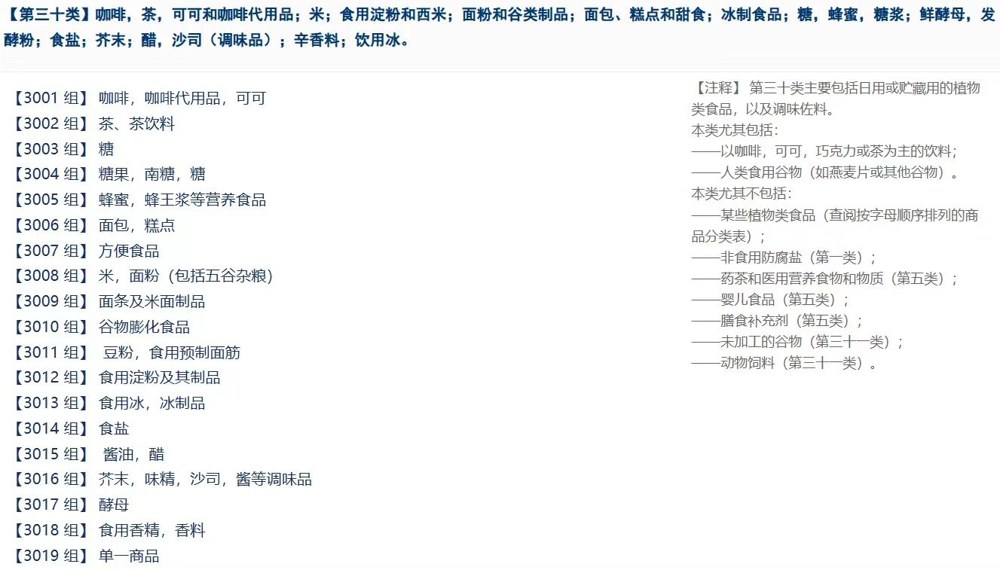 【第三十类】咖啡，茶，可可和咖啡代用品；米；食用淀粉和西米；面粉和谷类制品；面包、糕点和甜食；冰制食品；糖，蜂蜜，糖浆；鲜酵母，发
酵粉；食盐；芥末；醋，沙司（调味品）；辛香料；饮用冰。
【3001 组】 咖啡，咖啡代用品，可可
【3002 组】 茶、茶饮料
【3003 组】 糖
【3004 组】 糖果，南糖，糖
【3005 组】 蜂蜜，蜂王浆等营养食品
【3006 组】 面包，糕点
【3007 组】 方便食品
【3008 组】 米，面粉（包括五谷杂粮）
【3009 组】 面条及米面制品
【3010 组】 谷物膨化食品
【3011 组】 豆粉，食用预制面筋
【3012 组】 食用淀粉及其制品
【3013 组】 食用冰，冰制品
【3014 组】 食盐
【3015 组】 酱油，醋
【3016 组】 芥末，味精，沙司，酱等调味品
【3017 组】 酵母
【3018 组】 食用香精，香料
【3019 组】 单一商品
【注释】 第三十类主要包括日用或贮藏用的植物
类食品，以及调味佐料。
本类尤其包括：
——以咖啡，可可，巧克力或茶为主的饮料；
——人类食用谷物（如燕麦片或其他谷物）。
本类尤其不包括：
——某些植物类食品（查阅按字母顺序排列的商
品分类表）；
——非食用防腐盐（第一类）；
——药茶和医用营养食物和物质（第五类）；
——婴儿食品（第五类）；
——膳食补充剂（第五类）；
——未加工的谷物（第三十一类）；
——动物饲料（第三十一类）。